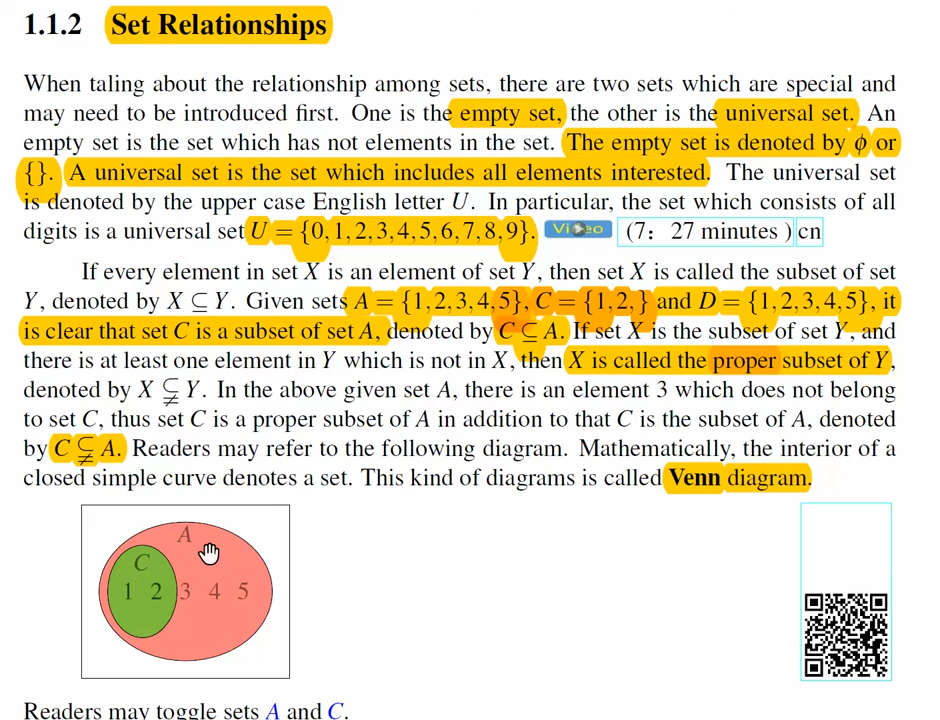 1.1.2 Set Relationships
When taling about the relationship among sets, there are two sets which are special and
may need to be introduced first. One is the empty set, the other is the universal set. An
empty set is the set which has not elements in the set. The empty set is denoted by ϕ or
{}. A universal set is the set which includes all elements interested. The universal set
is denoted by the upper case English letter U. In particular, the set which consists of all
digits is a universal set U = {0,1,2,3,4,5,6,7,8,9}. Video (7: 27 minutes ) cn
If every element in set X is an element of set Y, then set X is called the subset of set
Y, denoted by X ⊆ Y. Given sets A = {1,2,3,4,5}, C = {1,2,} and D = {1,2,3,4,5}, it
is clear that set C is a subset of set A, denoted by C ⊆ A. If set X is the subset of set Y, and
there is at least one element in Y which is not in X, then X is called the proper subset of Y,
denoted by X ⫋ Y. In the above given set A, there is an element 3 which does not belong
to set C, thus set C is a proper subset of A in addition to that C is the subset of A, denoted
by C ⫋ A. Readers may refer to the following diagram. Mathematically, the interior of a
closed simple curve denotes a set. This kind of diagrams is called Venn diagram.
A
C
1 2 3 4 5
Readers may toggle sets A and C.